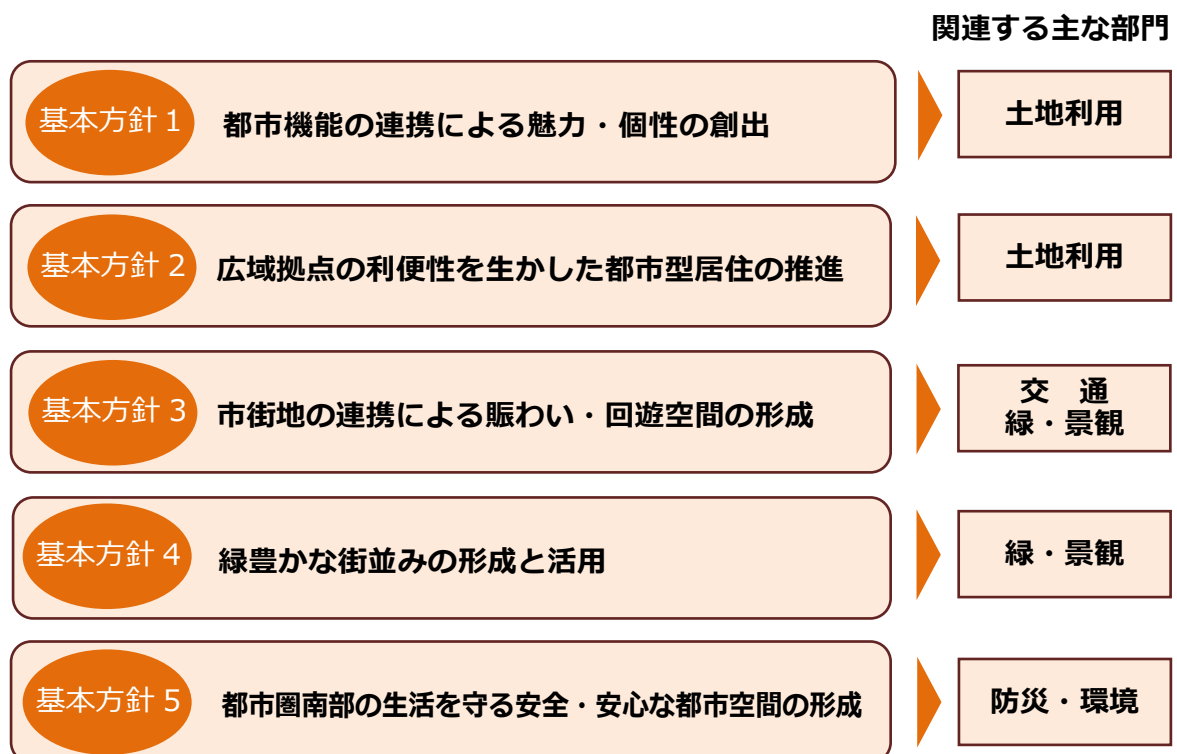 関連する主な部門
基本方針1
都市機能の連携による魅力・個性の創出
土地利用
基本方針2
広域拠点の利便性を生かした都市型居住の推進
土地利用
基本方針3
市街地の連携による賑わい・回遊空間の形成
交　通
緑・景観
基本方針4
緑豊かな街並みの形成と活用
緑・景観
基本方針5
都市圏南部の生活を守る安全・安心な都市空間の形成
防災・環境